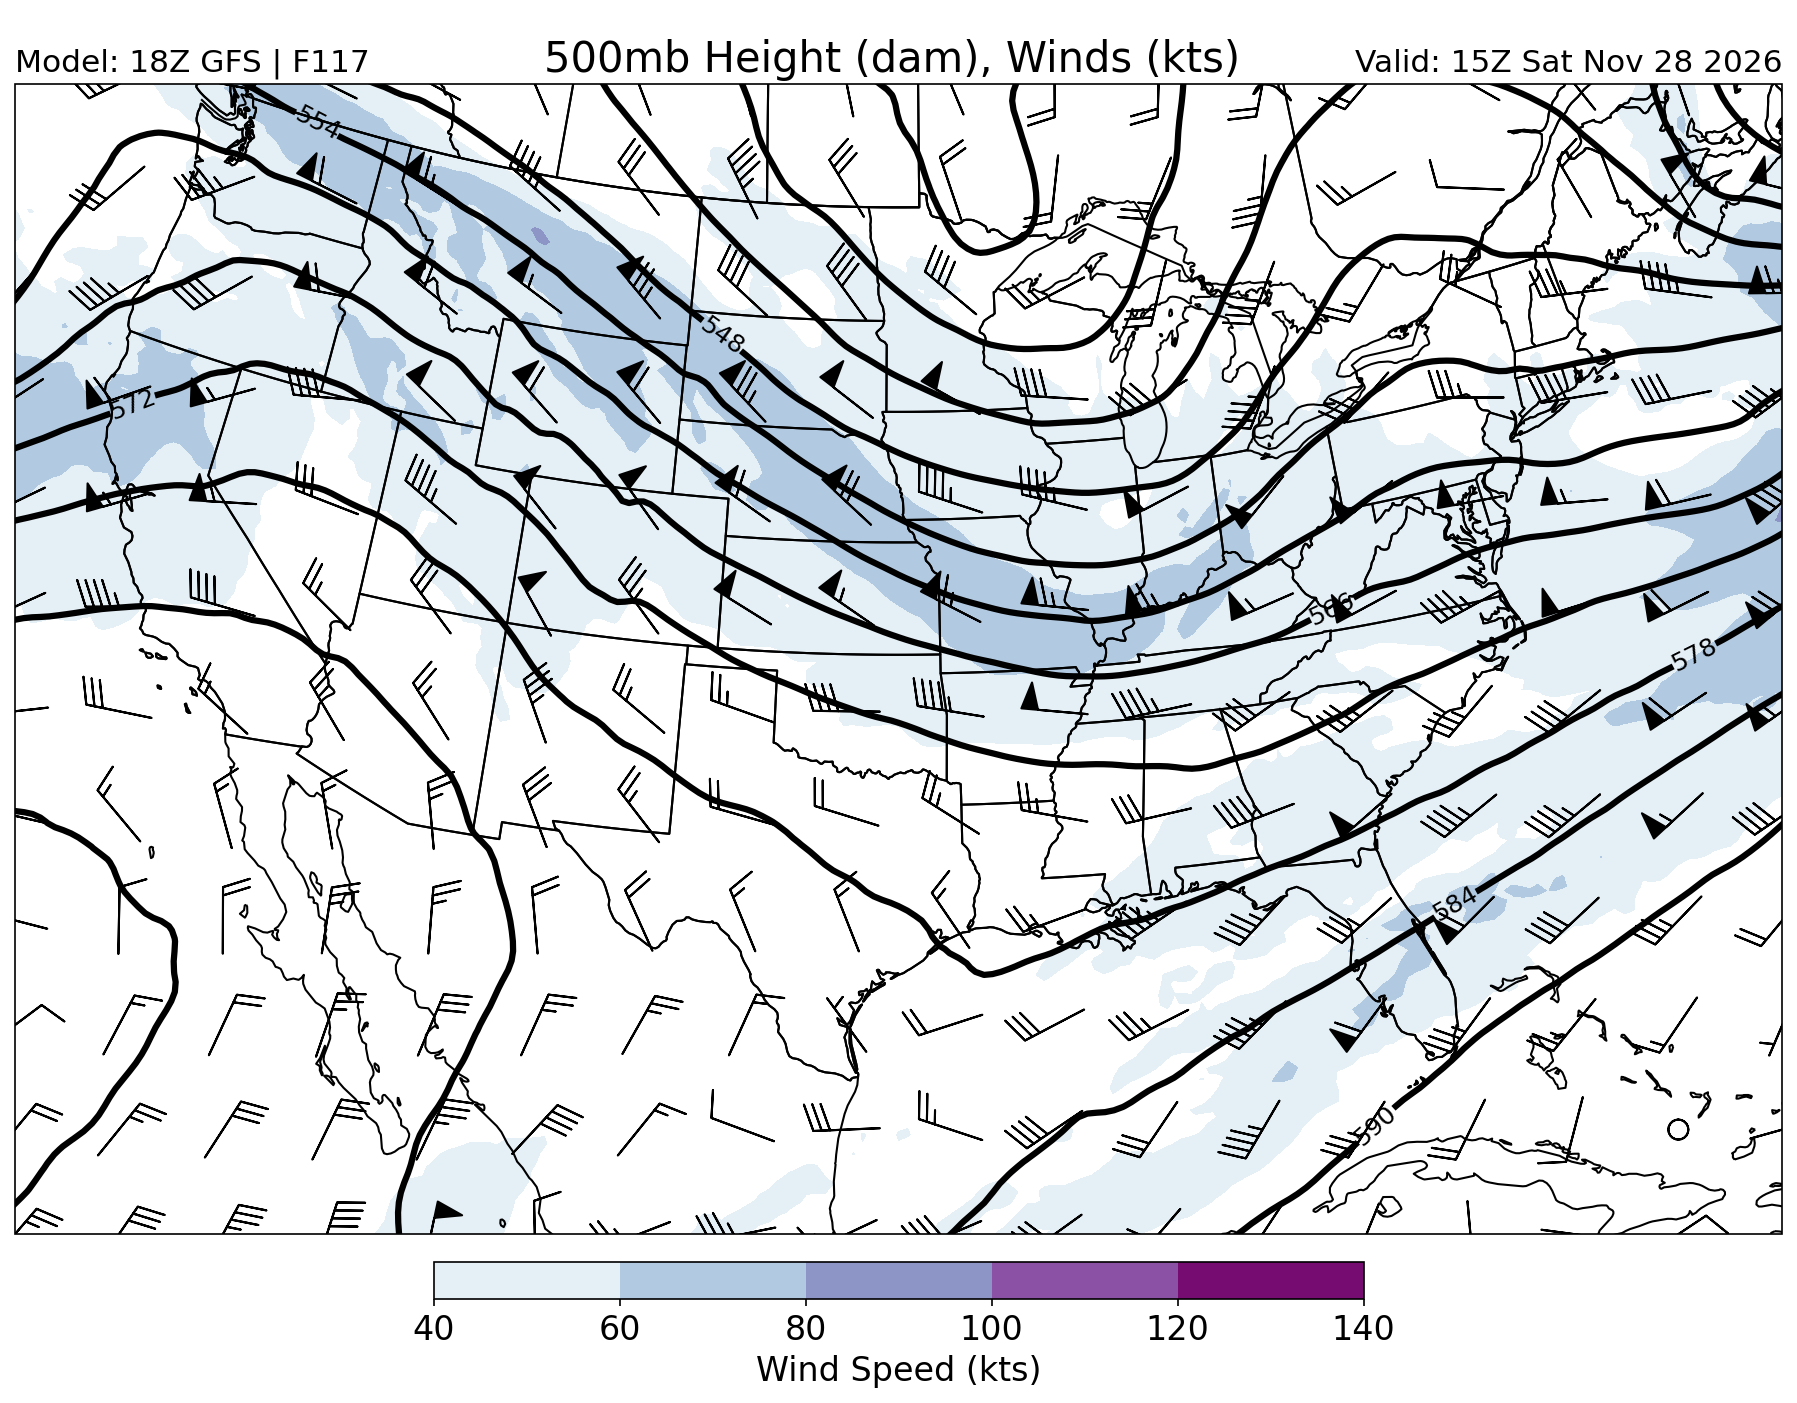 Model: 18Z GFS | F117
500mb Height (dam), Winds (kts)
Valid: 15Z Sat Nov 28 2026
554
548
572
566
578
584
590
40 60 80 100 120 140
Wind Speed (kts)